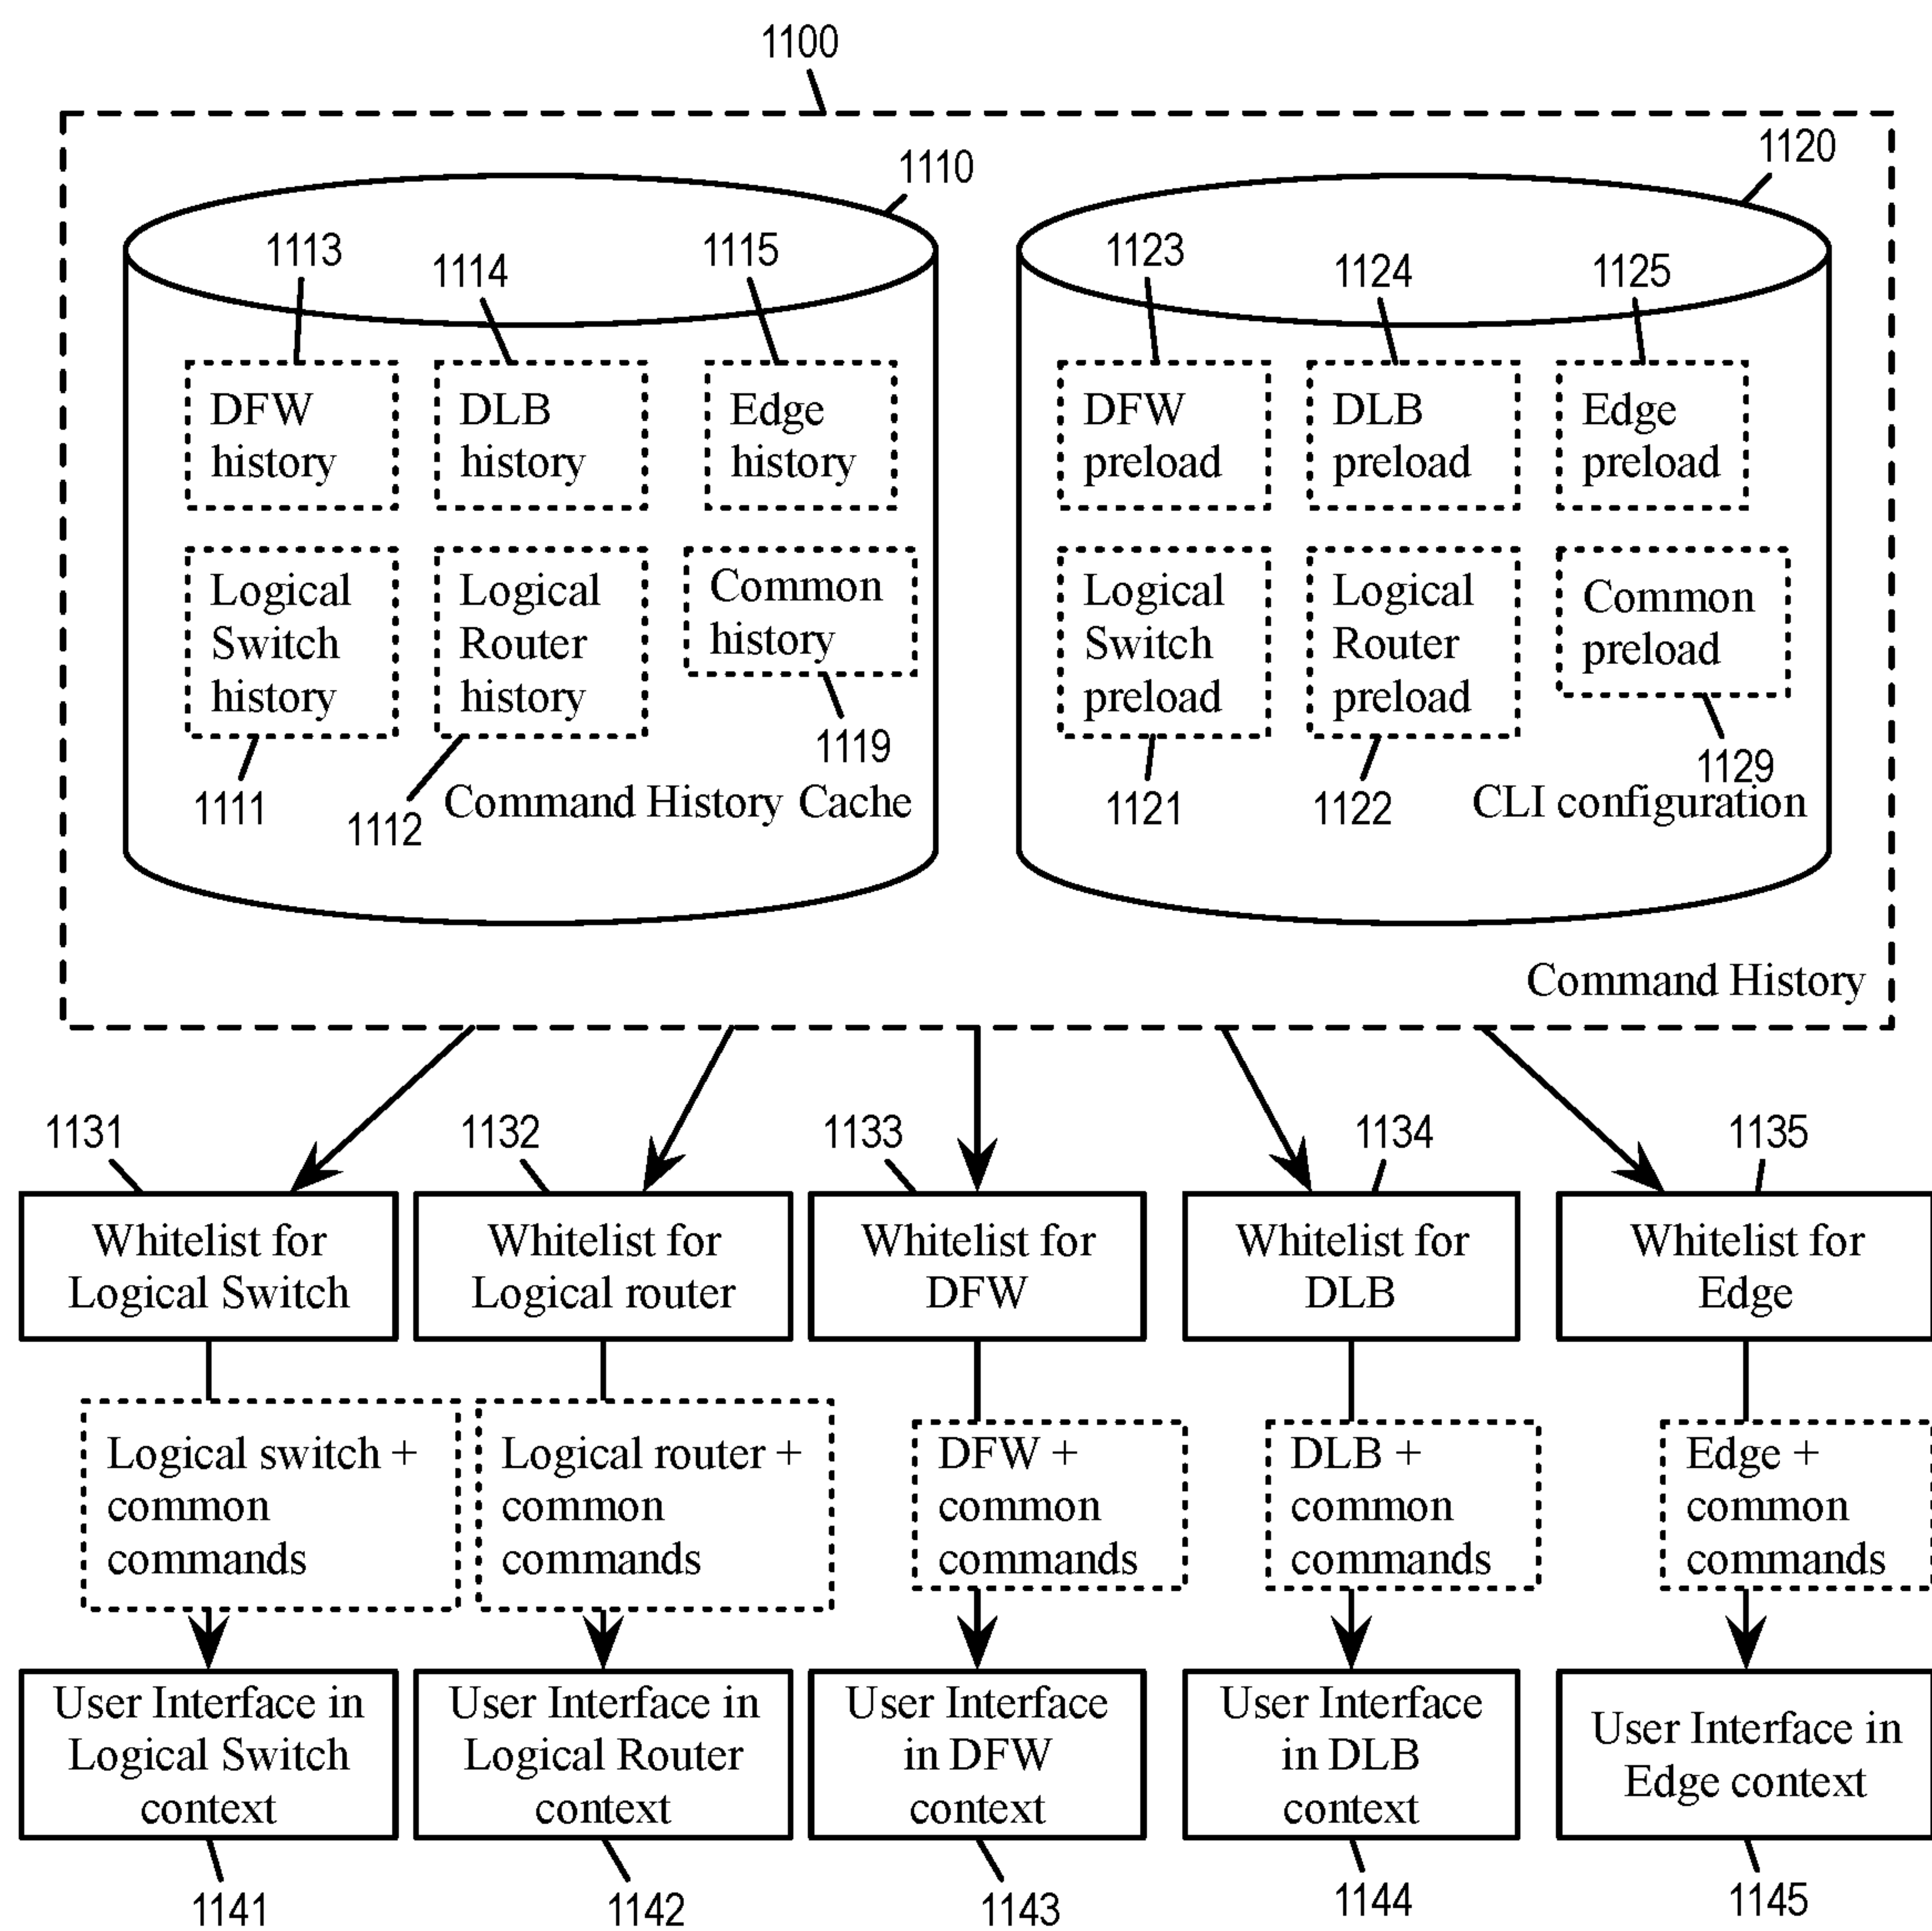 1100
1110
1120
1113
1114
1115
1123
1124
1125
DFW
history
DLB
history
Edge
history
DFW
preload
DLB
preload
Edge
preload
Logical
Switch
history
Logical
Router
history
Common
history
Logical
Switch
preload
Logical
Router
preload
Common
preload
1111
1112
1119
Command History Cache
1121
1122
1129
CLI configuration
Command History
1131
1132
1133
1134
1135
Whitelist for
Logical Switch
Whitelist for
Logical router
Whitelist for
DFW
Whitelist for
DLB
Whitelist for
Edge
Logical switch +
common
commands
Logical router +
common
commands
DFW +
common
commands
DLB +
common
commands
Edge +
common
commands
User Interface in
Logical Switch
context
User Interface in
Logical Router
context
User Interface
in DFW
context
User Interface
in DLB
context
User Interface in
Edge context
1141
1142
1143
1144
1145